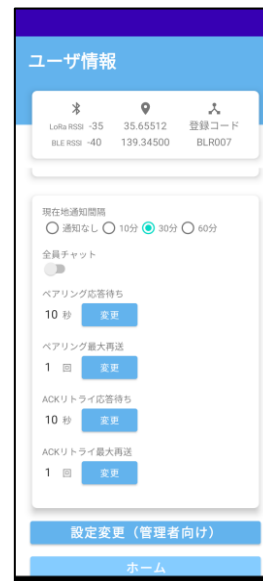 ユーザ情報
LoRa RSSI -35 35.65512 登録コード
BLE RSSI -40 139.34500 BLR007
現在地通知間隔
通知なし 10分 30分 60分
全員チャット
ペアリング応答待ち
10 秒 変更
ペアリング最大再送
1 回 変更
ACKリトライ応答待ち
10 秒 変更
ACKリトライ最大再送
1 回 変更
設定変更（管理者向け）
ホーム